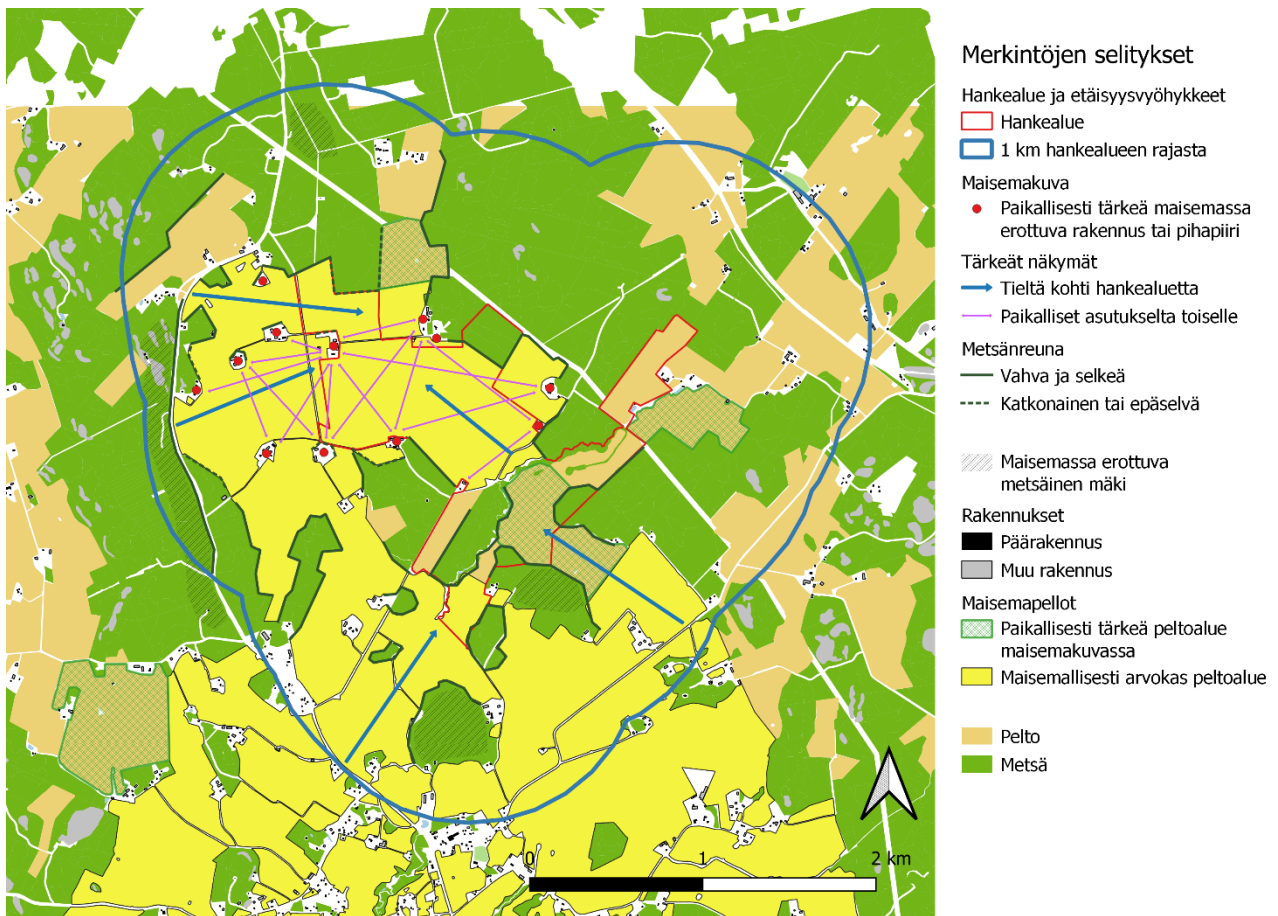 Merkintöjen selitykset
Hankealue ja etäisyysvyöhykkeet
Hankealue
1 km hankealueen rajasta
Maisemakuva
Paikallisesti tärkeä maisemassa
erottuva rakennus tai pihapiiri
Tärkeät näkymät
Tieltä kohti hankealuetta
Paikalliset asutukselta toiselle
Metsänreuna
Vahva ja selkeä
Katkonainen tai epäselvä
Maisemassa erottuva
metsäinen mäki
Rakennukset
Päärakennus
Muu rakennus
Maisemapellot
Paikallisesti tärkeä peltoalue
maisemakuvassa
Maisemallisesti arvokas peltoalue
Pelto
Metsä
0 1 2 km